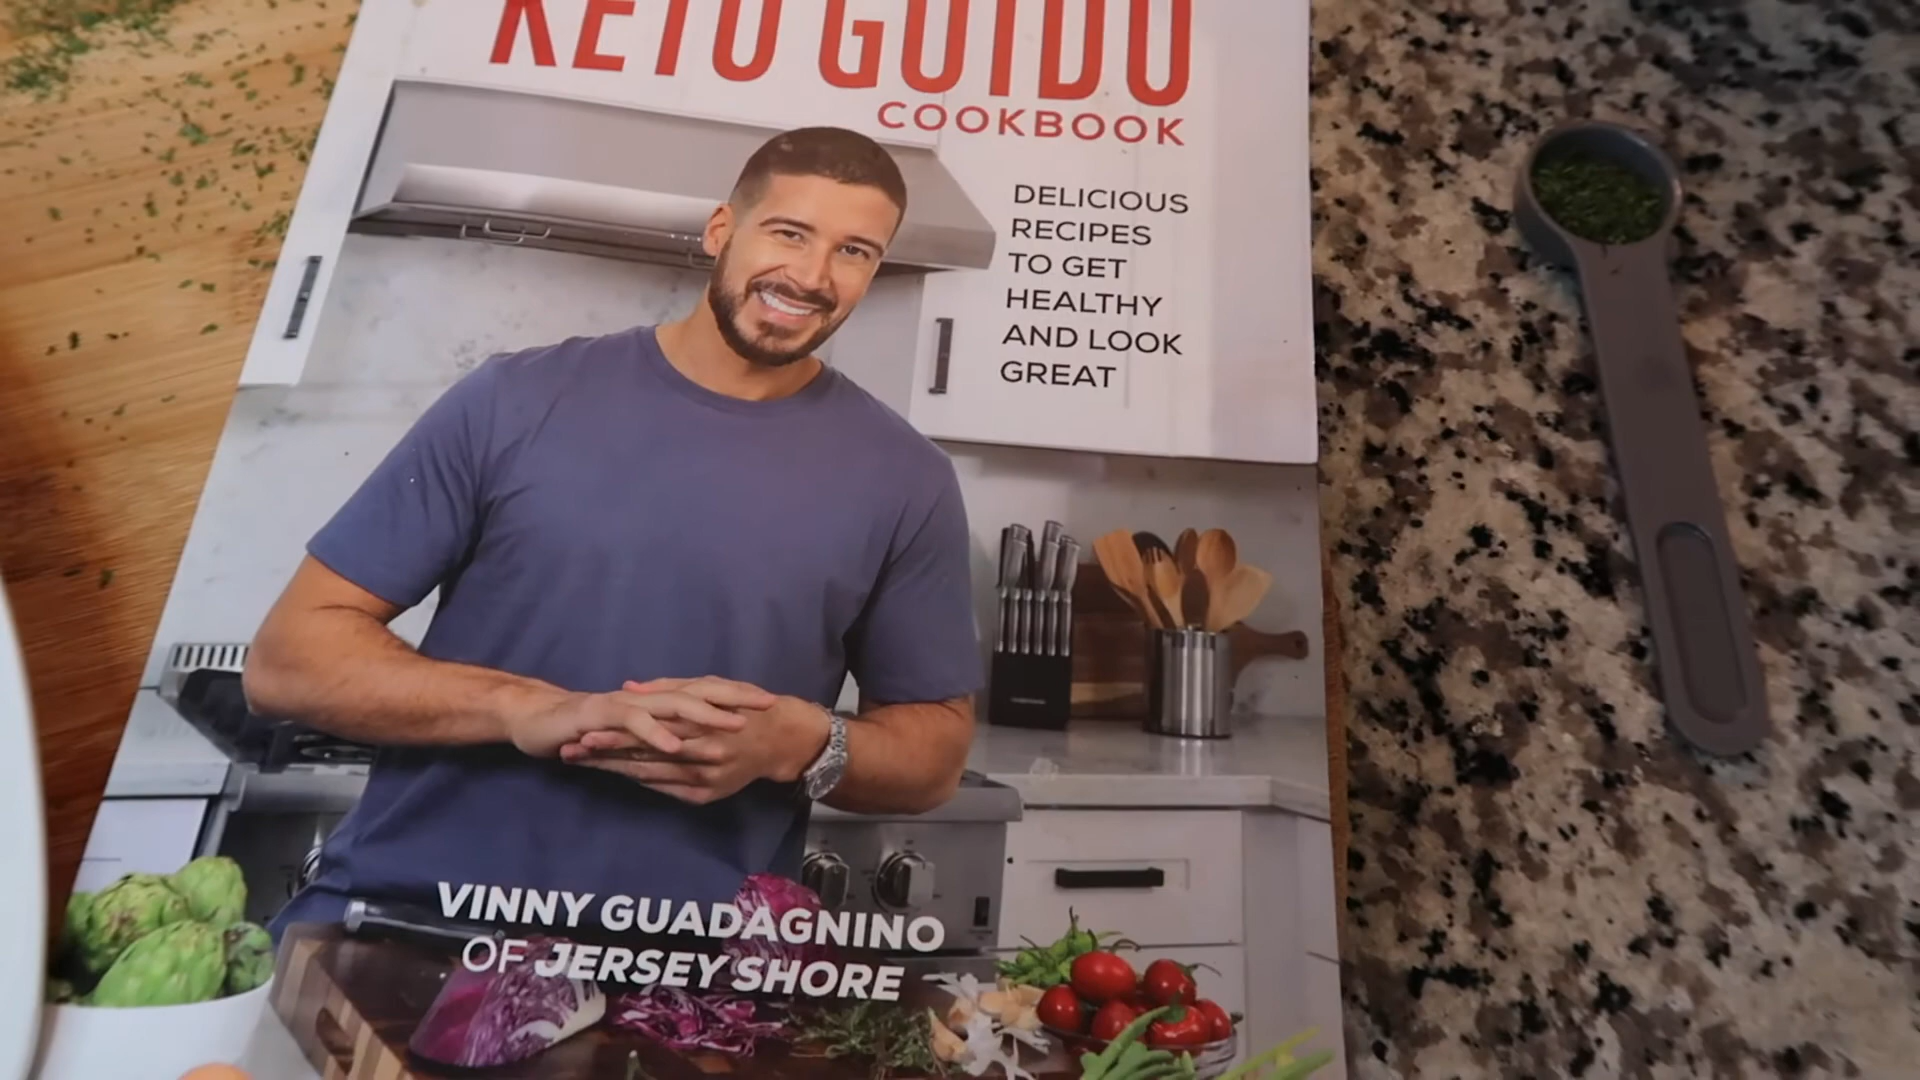 KETO GUIDO
COOKBOOK
DELICIOUS
RECIPES
TO GET
HEALTHY
AND LOOK
GREAT
VINNY GUADAGNINO
OF JERSEY SHORE